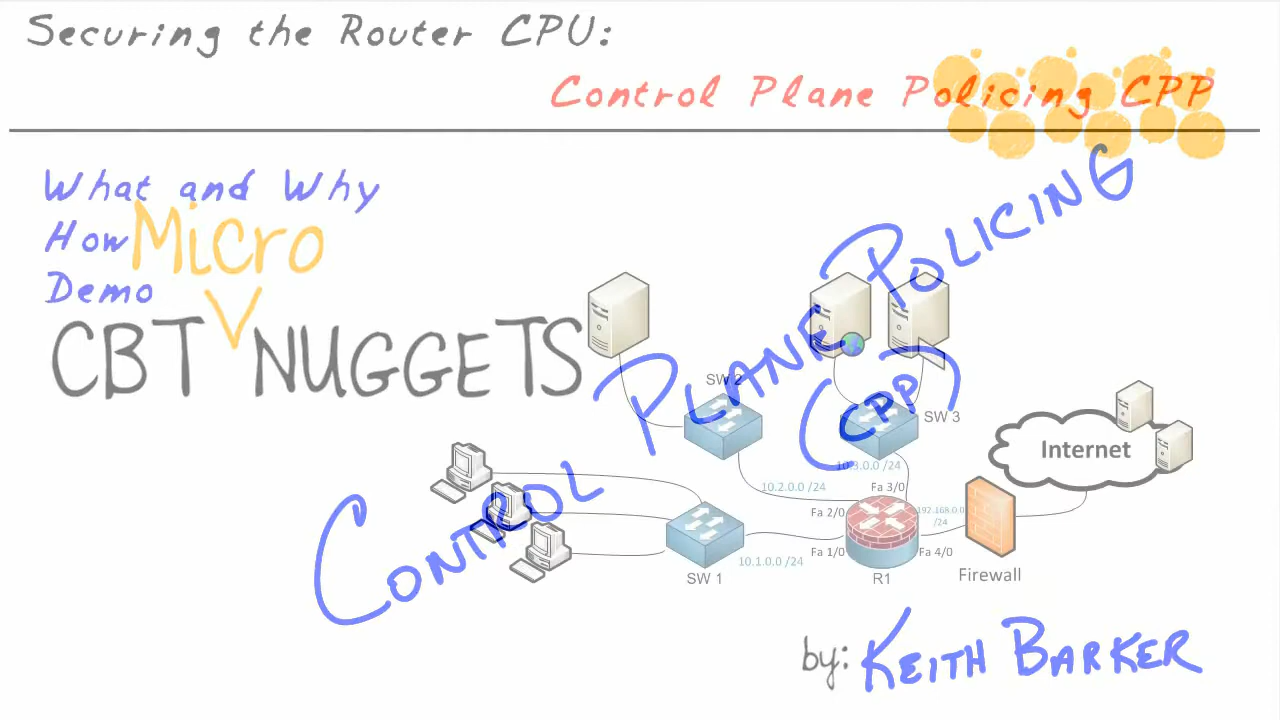 Securing the Router CPU:
Control Plane Policing CPP
What and Why
How
Demo
Micro
CBT NUGGETS
CONTROL PLANE POLICING
(CPP)
SW 2
SW 3
Internet
10.3.0.0 /24
10.2.0.0 /24
Fa 3/0
Fa 2/0
192.168.0.0
/24
Fa 1/0
Fa 4/0
10.1.0.0 /24
SW 1
R1
Firewall
by: KEITH BARKER